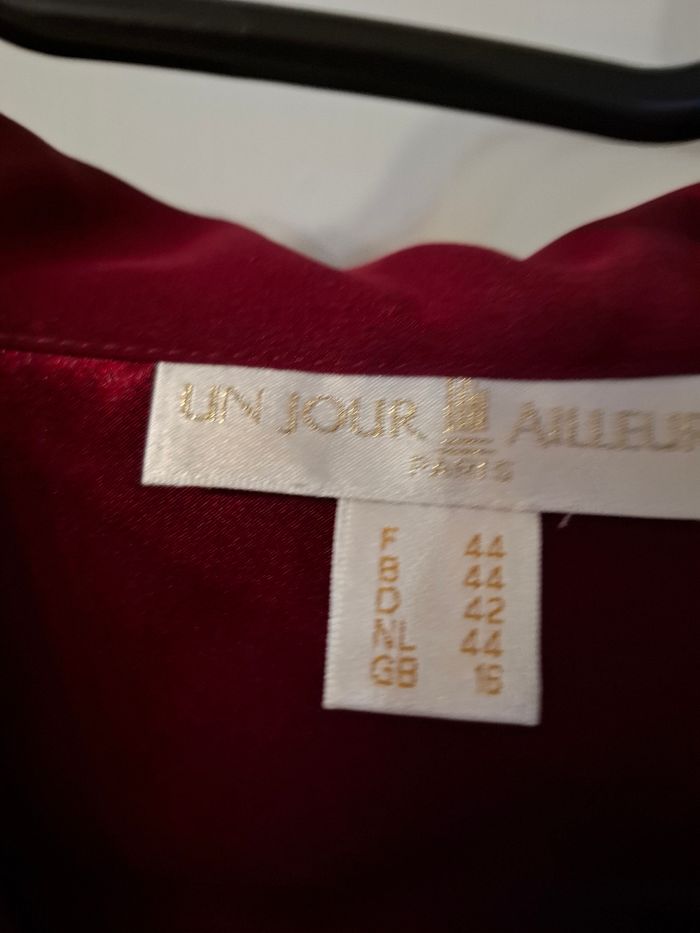 UN JOUR AILLEUR
PARIS
F 44
B 44
D 42
NL 44
GB 16